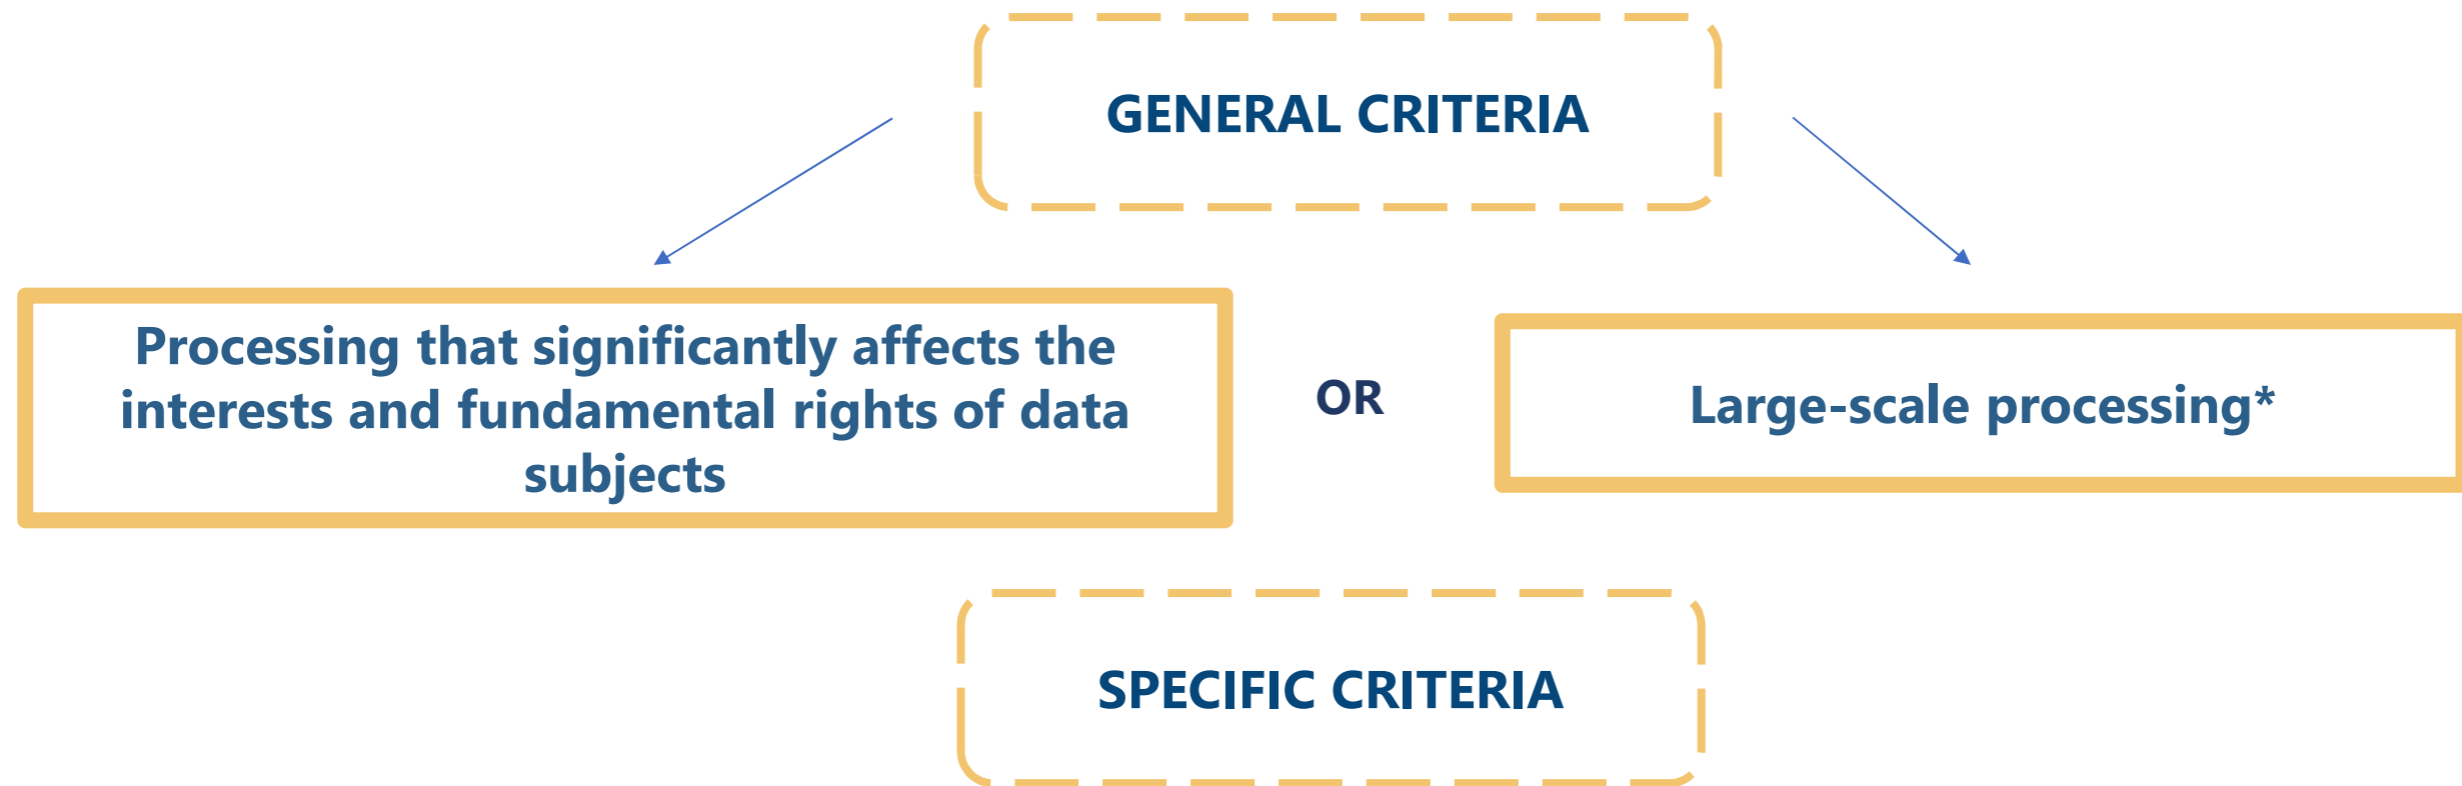 GENERAL CRITERIA
Processing that significantly affects the
interests and fundamental rights of data
subjects
OR
Large-scale processing*
SPECIFIC CRITERIA